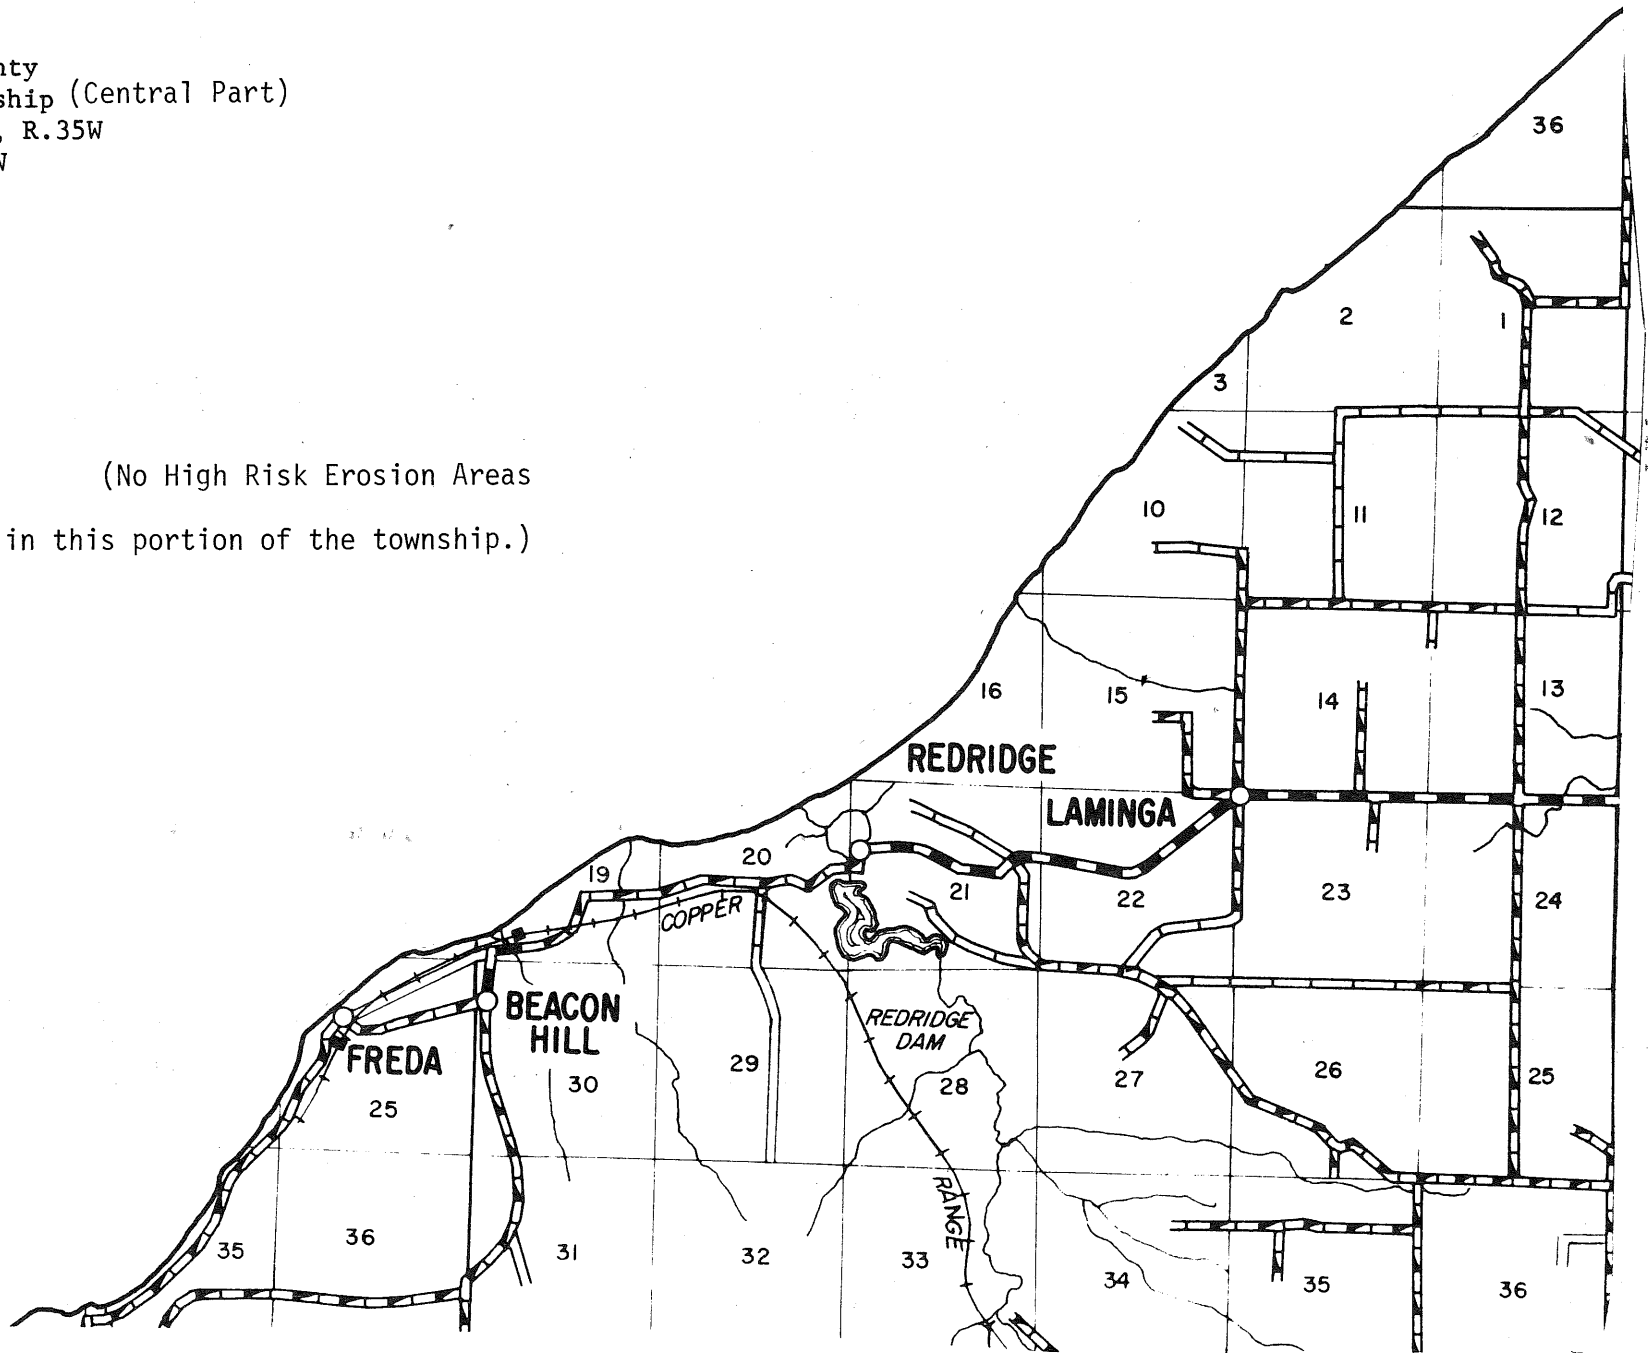 nty
ship (Central Part)
, R.35W
W
36
2
1
3
(No High Risk Erosion Areas
in this portion of the township.)
10
11
12
16
15
14
13
REDRIDGE
LAMINGA
20
19
21
22
23
24
COPPER
BEACON
HILL
REDRIDGE
DAM
FREDA
29
30
28
27
26
25
25
RANGE
35
36
31
32
33
34
35
36